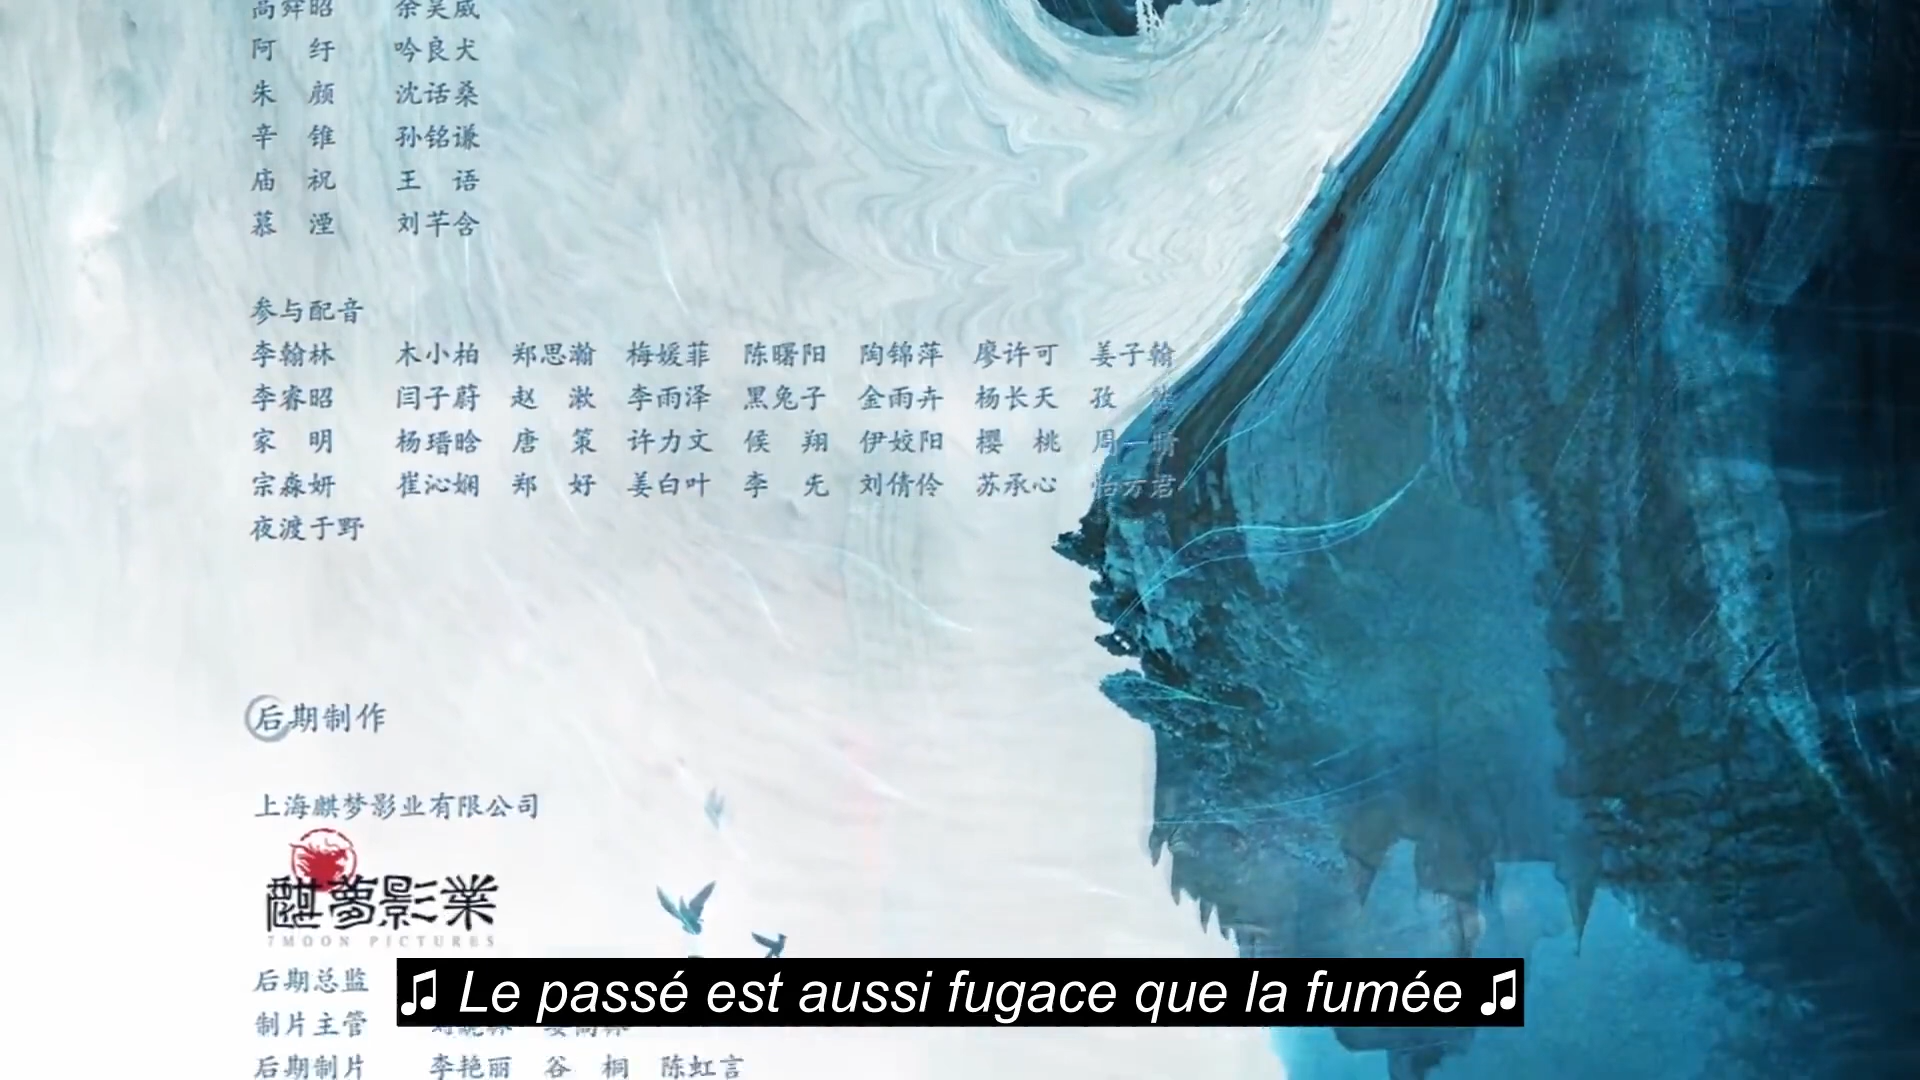 高舜昭 余昊威
阿 纡 吟良犬
朱 颜 沈话桑
辛 锥 孙铭谦
庙 祝 王 语
慕 湮 刘芊含
参与配音
李翰林 木小柏 郑思瀚 梅媛菲 陈曙阳 陶锦萍 廖许可 姜子翰
李睿昭 闫子蔚 赵 漱 李雨泽 黑兔子 金雨卉 杨长天 孜
家 明 杨瑨晗 唐 策 许力文 候 翔 伊姣阳 樱 桃 周一
宗淼妍 崔沁娴 郑 好 姜白叶 李 先 刘倩伶 苏承心
夜渡于野
后期制作
上海麒梦影业有限公司
麒夢影業
7MOON PICTURES
后期总监
♫ Le passé est aussi fugace que la fumée ♫
制片主管
后期制片 李艳丽 谷 桐 陈虹言